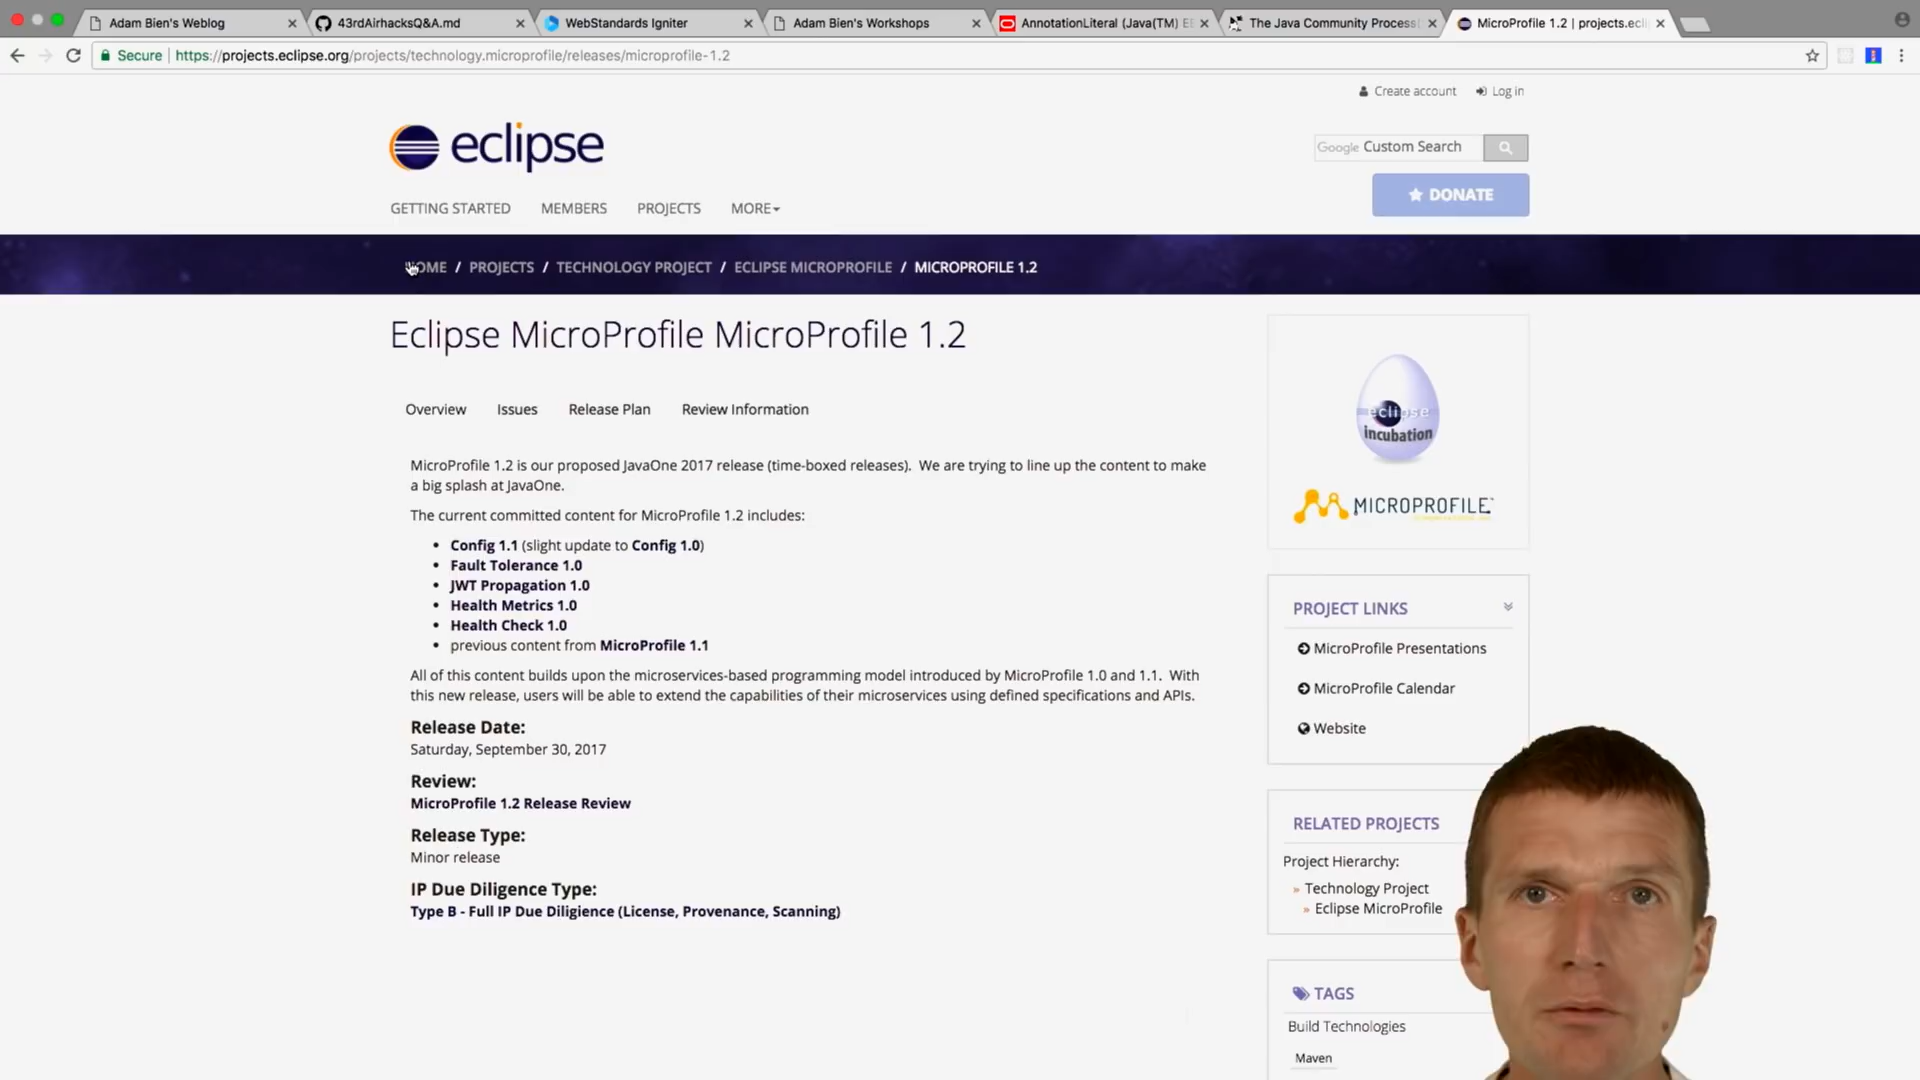 Adam Bien's Weblog
43rdAirhacksQ&A.md
WebStandards Igniter
Adam Bien's Workshops
AnnotationLiteral (Java(TM) EE
The Java Community Process
MicroProfile 1.2 | projects.ecli
Secure
https://projects.eclipse.org/projects/technology.microprofile/releases/microprofile-1.2
Create account
Log in
eclipse
Google Custom Search
DONATE
GETTING STARTED
MEMBERS
PROJECTS
MORE
HOME / PROJECTS / TECHNOLOGY PROJECT / ECLIPSE MICROPROFILE / MICROPROFILE 1.2
Eclipse MicroProfile MicroProfile 1.2
Overview
Issues
Release Plan
Review Information
MicroProfile 1.2 is our proposed JavaOne 2017 release (time-boxed releases). We are trying to line up the content to make
a big splash at JavaOne.
The current committed content for MicroProfile 1.2 includes:
• Config 1.1 (slight update to Config 1.0)
• Fault Tolerance 1.0
• JWT Propagation 1.0
• Health Metrics 1.0
• Health Check 1.0
• previous content from MicroProfile 1.1
All of this content builds upon the microservices-based programming model introduced by MicroProfile 1.0 and 1.1. With
this new release, users will be able to extend the capabilities of their microservices using defined specifications and APIs.
Release Date:
Saturday, September 30, 2017
Review:
MicroProfile 1.2 Release Review
Release Type:
Minor release
IP Due Diligence Type:
Type B - Full IP Due Diligience (License, Provenance, Scanning)
eclipse
incubation
MICROPROFILE
PROJECT LINKS
MicroProfile Presentations
MicroProfile Calendar
Website
RELATED PROJECTS
Project Hierarchy:
» Technology Project
» Eclipse MicroProfile
TAGS
Build Technologies
Maven